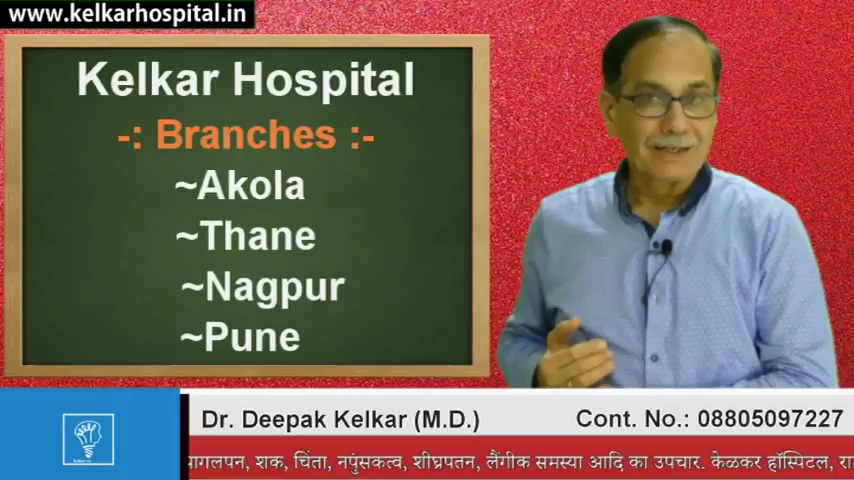 www.kelkarhospital.in
Kelkar Hospital
-: Branches :-
~Akola
~Thane
~Nagpur
~Pune
Dr. Deepak Kelkar (M.D.)
Cont. No.: 08805097227
शक, चिंता, नपुंसकत्व, शीघ्रपतन, लैंगीक समस्या आदि का उपचार. केळकर हॉस्पिटल,